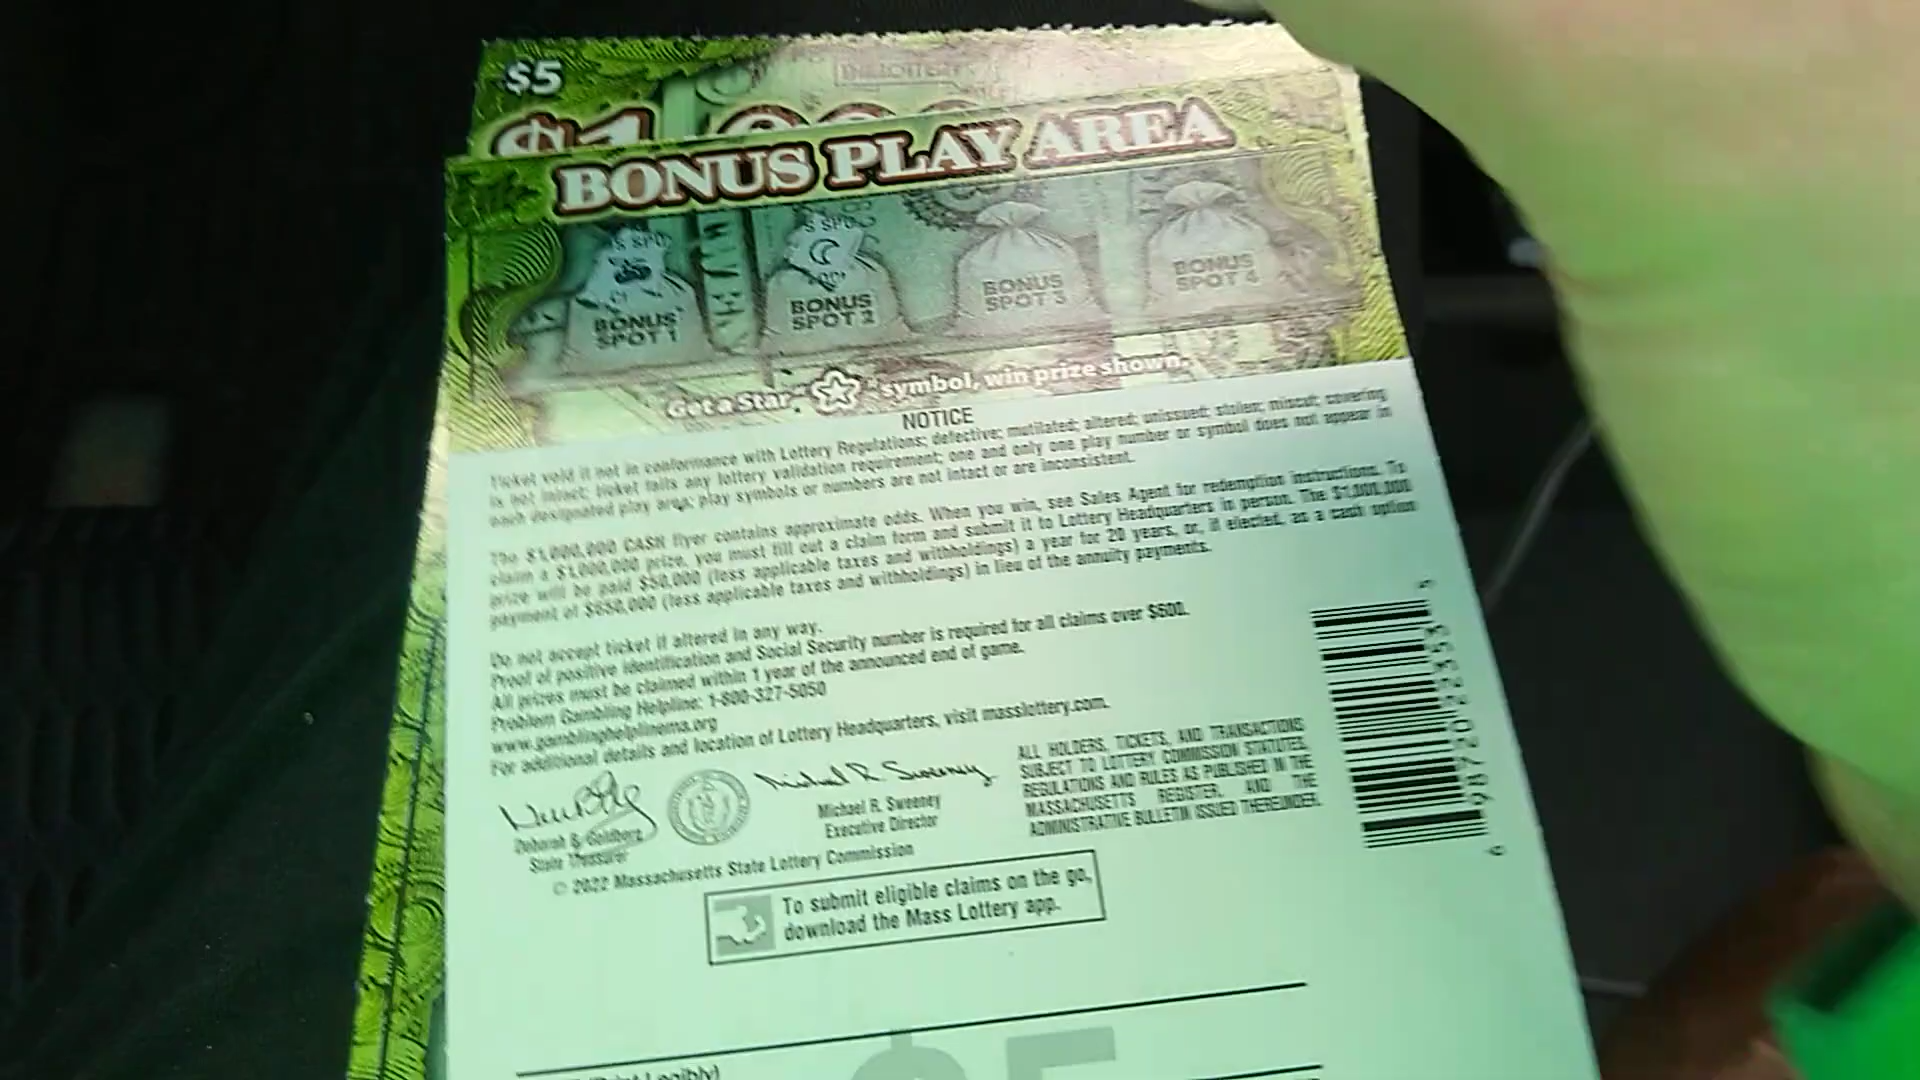 $5
BONUS PLAY AREA
BONUS
SPOT 1
BONUS
SPOT 2
BONUS
SPOT 3
BONUS
SPOT 4
Get a Star symbol, win prize shown.
NOTICE
Ticket void if not in conformance with Lottery Regulations; defective; mutilated; altered; unissued; stolen; miscut; covering
is not intact; ticket fails any lottery validation requirement; one and only one play number or symbol does not appear in
each designated play area; play symbols or numbers are not intact or are inconsistent.
The $1,000,000 CASH flyer contains approximate odds. When you win, see Sales Agent for redemption instructions. To
claim a $1,000,000 prize, you must fill out a claim form and submit it to Lottery Headquarters in person. The $1,000,000
prize will be paid $50,000 (less applicable taxes and withholdings) a year for 20 years, or, if elected, as a cash option
payment of $650,000 (less applicable taxes and withholdings) in lieu of the annuity payments.
Do not accept ticket if altered in any way.
Proof of positive identification and Social Security number is required for all claims over $600.
All prizes must be claimed within 1 year of the announced end of game.
Problem Gambling Helpline: 1-800-327-5050
www.gamblinghelplinema.org
For additional details and location of Lottery Headquarters, visit masslottery.com.
Deborah B. Goldberg
State Treasurer
Michael R. Sweeney
Michael R. Sweeney
Executive Director
ALL HOLDERS, TICKETS, AND TRANSACTIONS
SUBJECT TO LOTTERY COMMISSION STATUTES,
REGULATIONS AND RULES AS PUBLISHED IN THE
MASSACHUSETTS REGISTER, AND THE
ADMINISTRATIVE BULLETIN ISSUED THEREUNDER.
© 2022 Massachusetts State Lottery Commission
To submit eligible claims on the go,
download the Mass Lottery app.
$5
(Print Legibly)